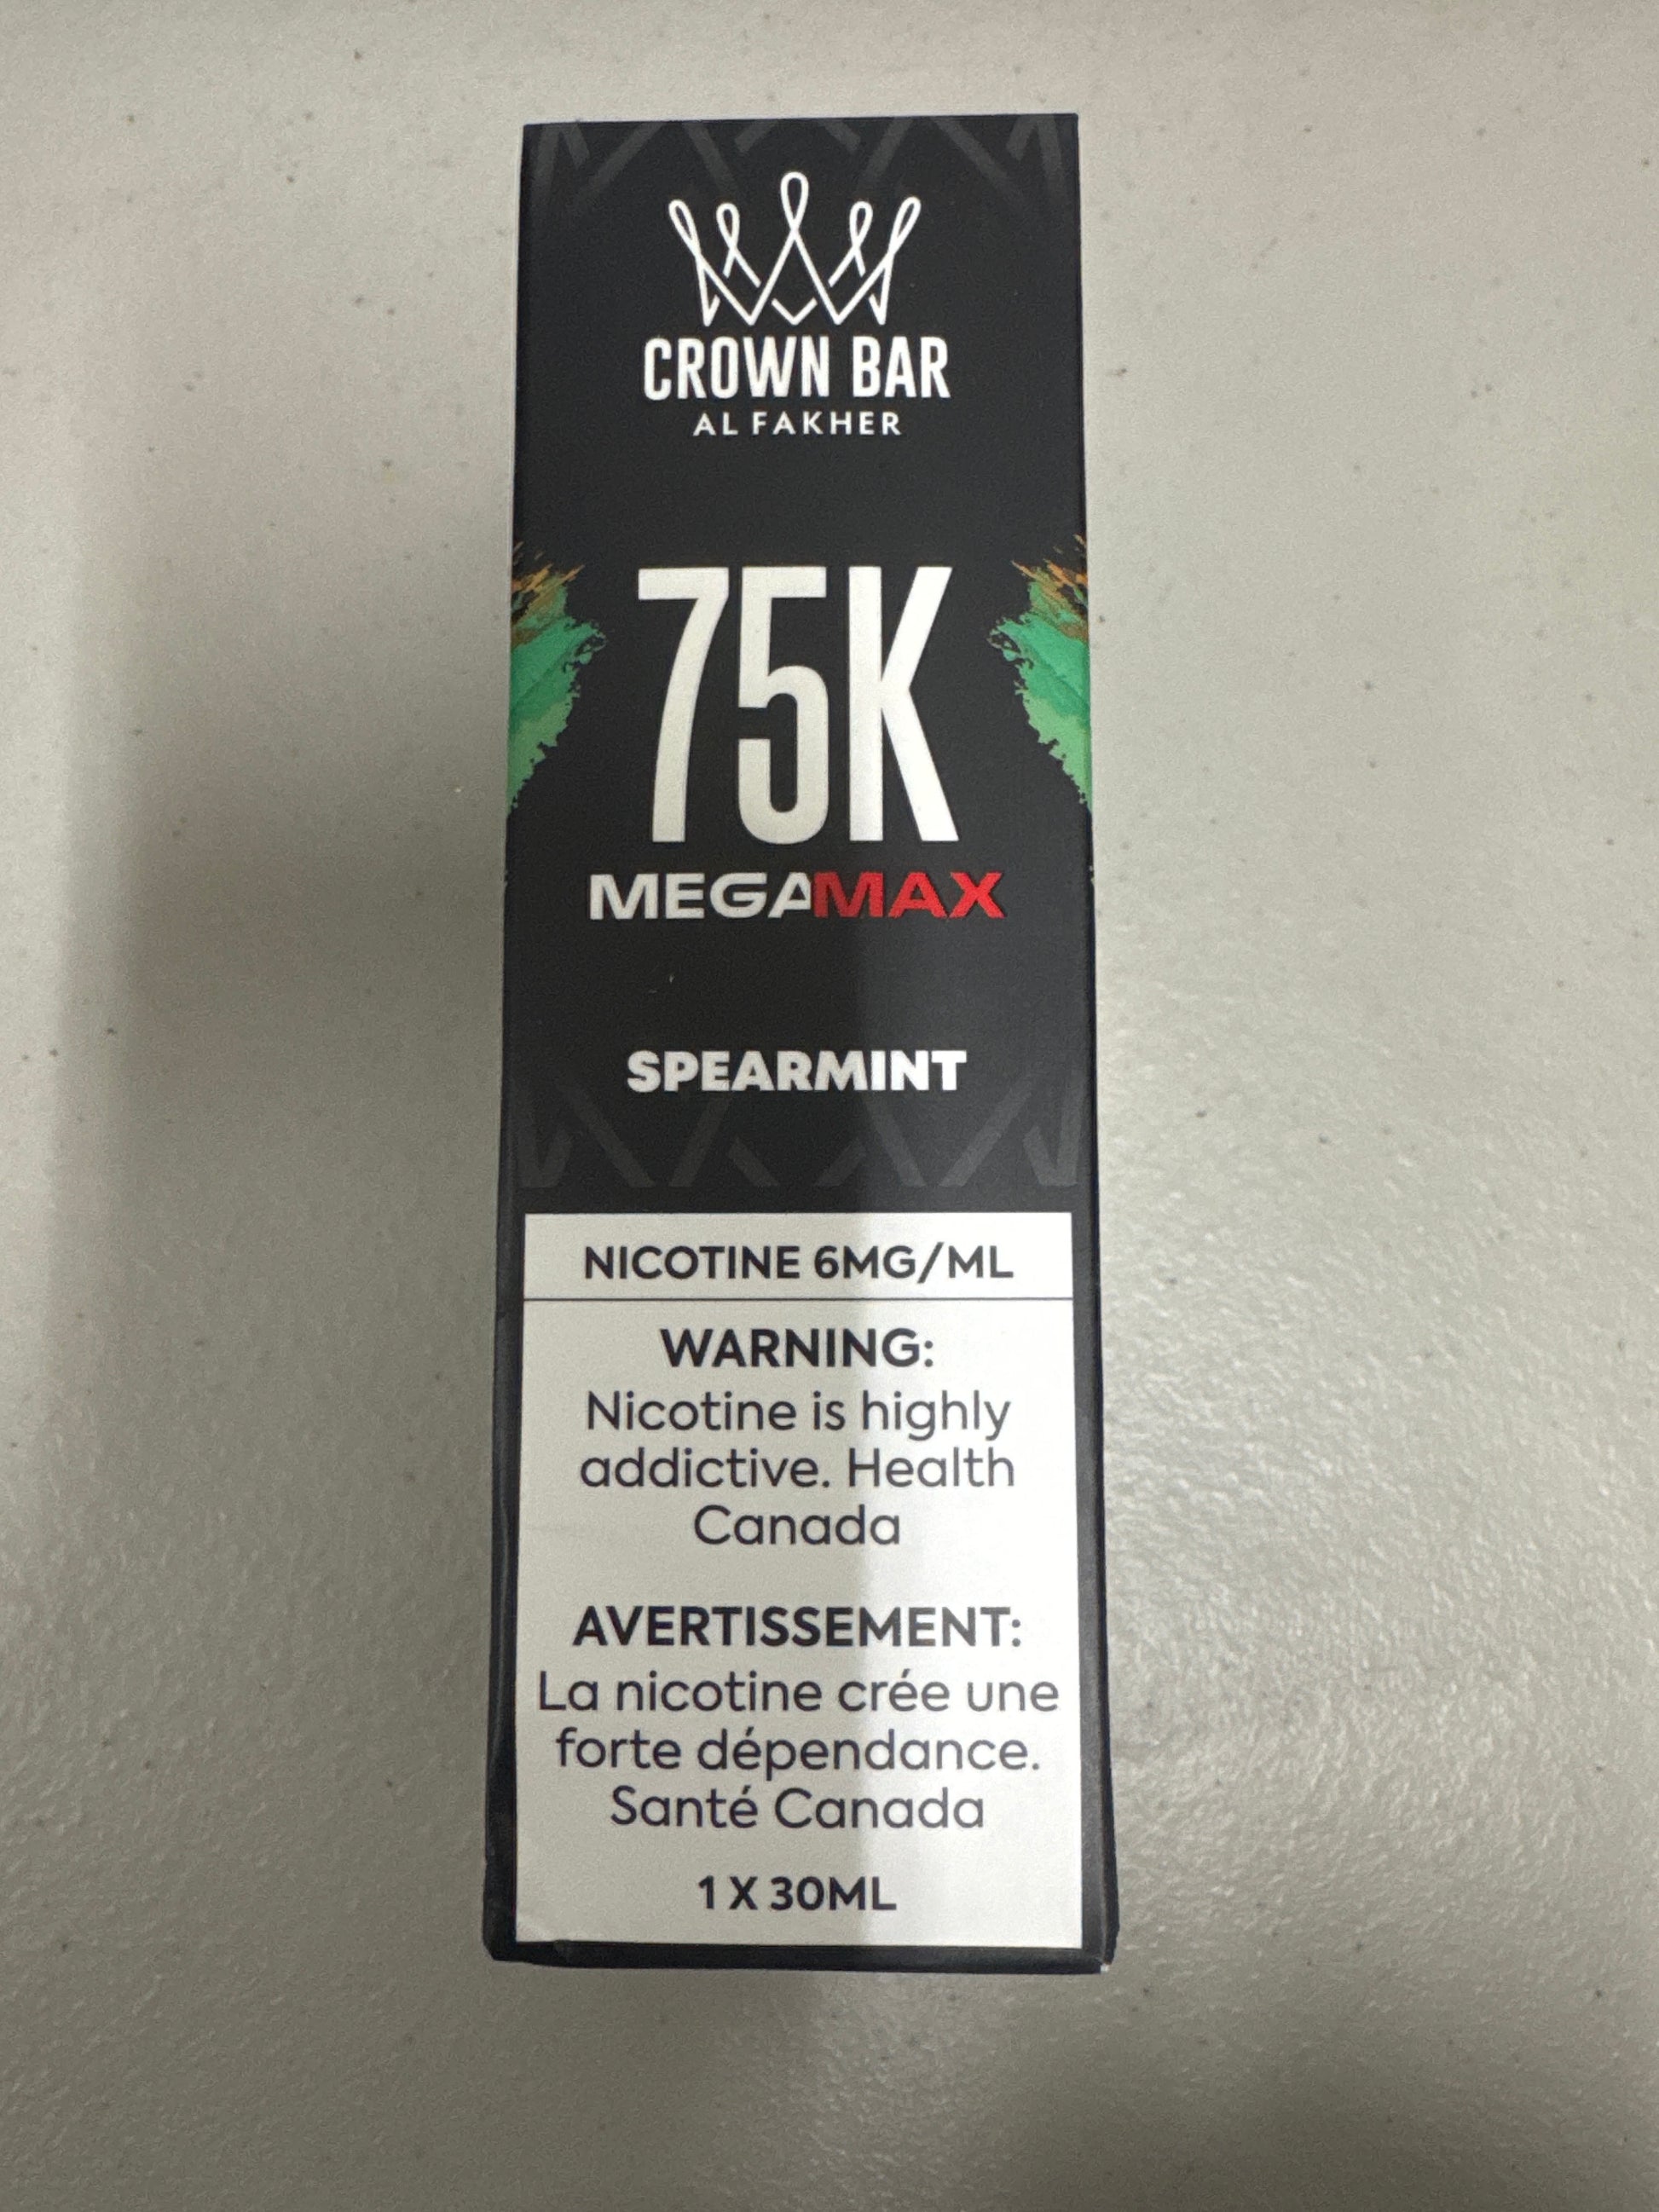 CROWN BAR
AL FAKHER
75K
MEGAMAX
SPEARMINT
NICOTINE 6MG/ML
WARNING:
Nicotine is highly
addictive. Health
Canada
AVERTISSEMENT:
La nicotine crée une
forte dépendance.
Santé Canada
1 X 30ML